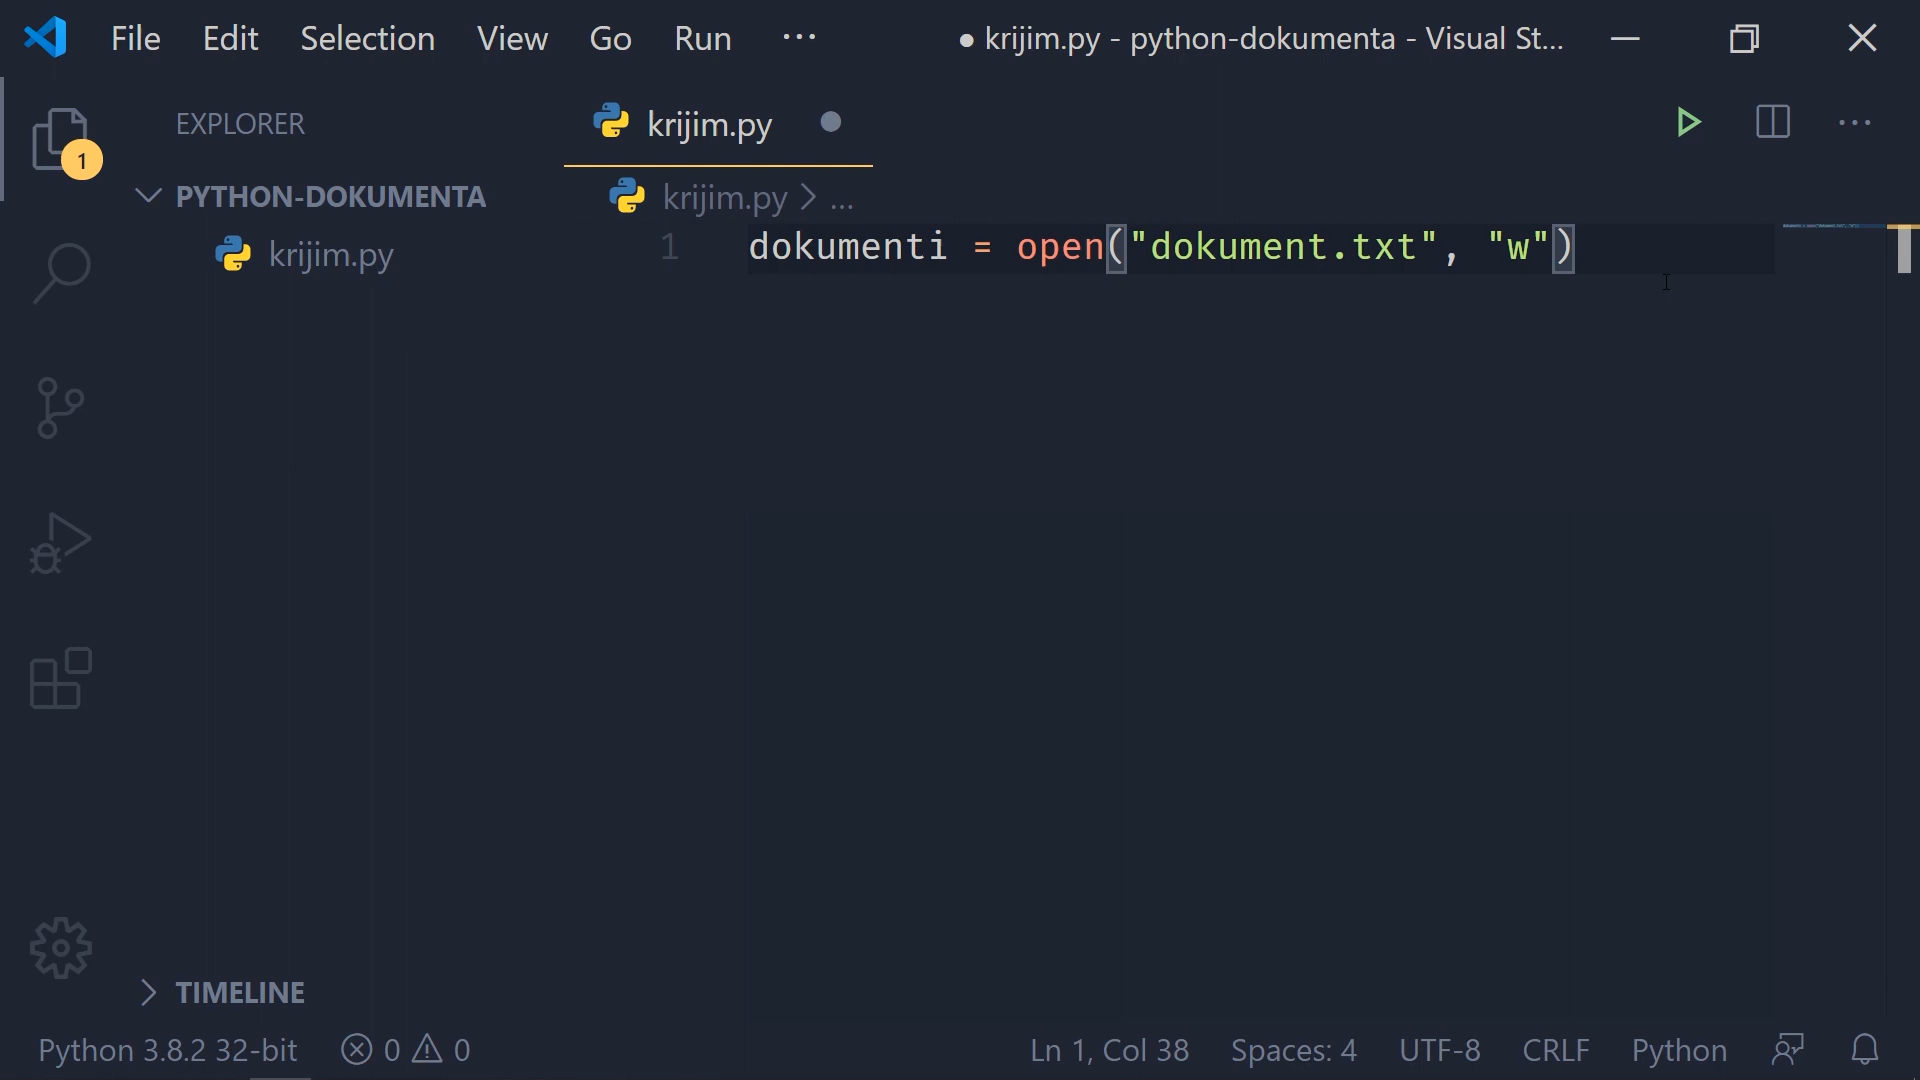 File Edit Selection View Go Run ··· ● krijim.py - python-dokumenta - Visual St...
EXPLORER
krijim.py
1
PYTHON-DOKUMENTA
krijim.py > ...
krijim.py
1 dokumenti = open("dokument.txt", "w")
TIMELINE
Python 3.8.2 32-bit 0 0 Ln 1, Col 38 Spaces: 4 UTF-8 CRLF Python